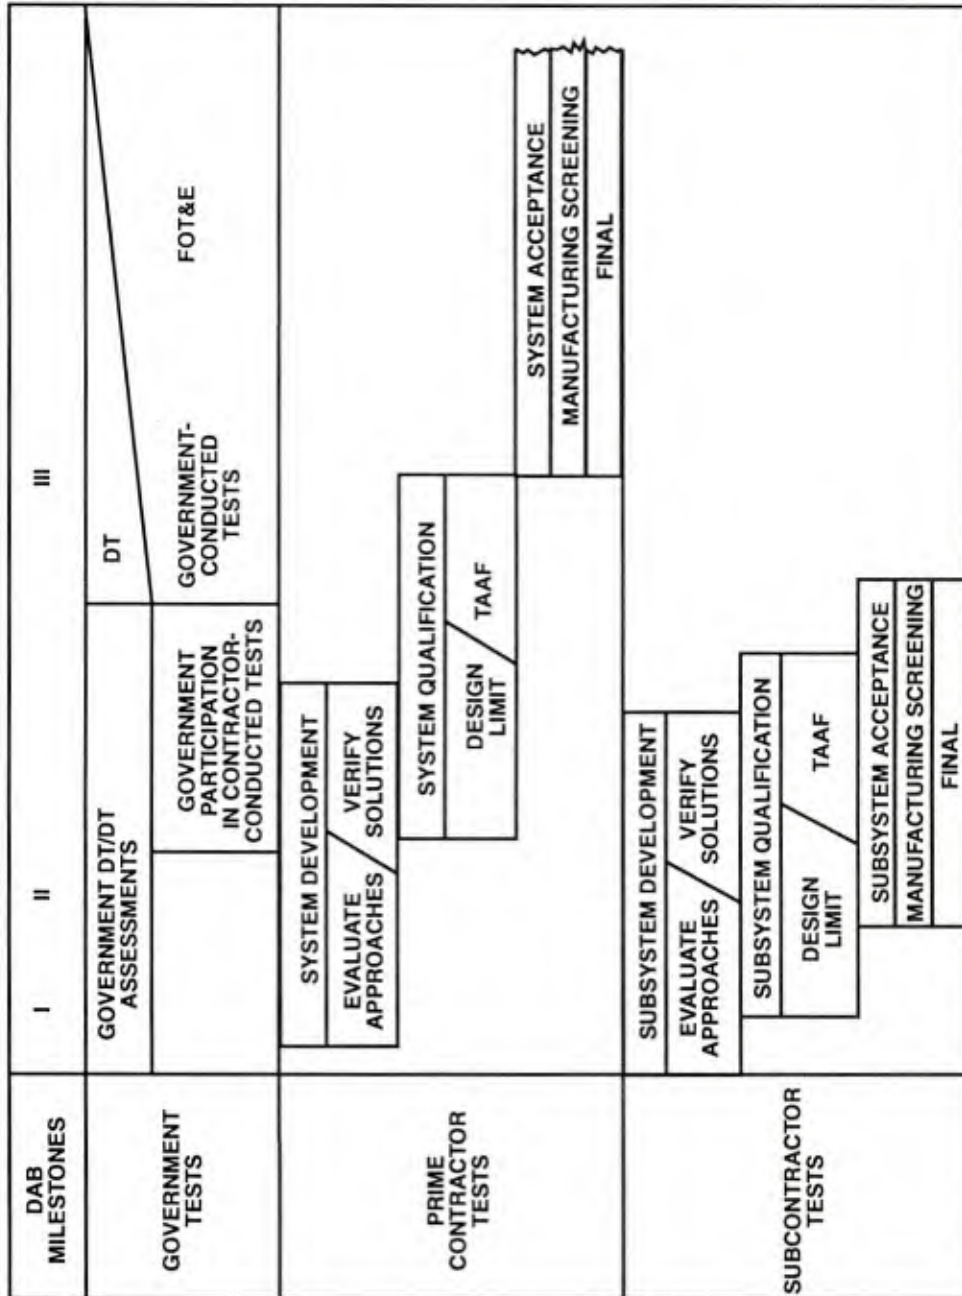 DAB
MILESTONES
I
II
III
GOVERNMENT
TESTS
GOVERNMENT DT/DT
ASSESSMENTS
DT
GOVERNMENT
PARTICIPATION
IN CONTRACTOR-
CONDUCTED TESTS
GOVERNMENT-
CONDUCTED
TESTS
FOT&E
PRIME
CONTRACTOR
TESTS
SYSTEM DEVELOPMENT
EVALUATE
APPROACHES
VERIFY
SOLUTIONS
SYSTEM QUALIFICATION
DESIGN
LIMIT
TAAF
SYSTEM ACCEPTANCE
MANUFACTURING SCREENING
FINAL
SUBCONTRACTOR
TESTS
SUBSYSTEM DEVELOPMENT
EVALUATE
APPROACHES
VERIFY
SOLUTIONS
SUBSYSTEM QUALIFICATION
DESIGN
LIMIT
TAAF
SUBSYSTEM ACCEPTANCE
MANUFACTURING SCREENING
FINAL